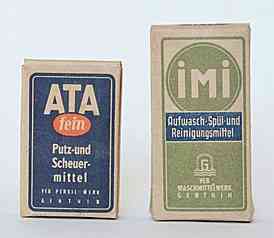 ATA
fein
Putz-und
Scheuer-
mittel
VEB PERSIL-WERK
GENTHIN
iMi
Aufwasch-Spül-und
Reinigungsmittel
G
VEB
WASCHMITTELWERK
GENTHIN